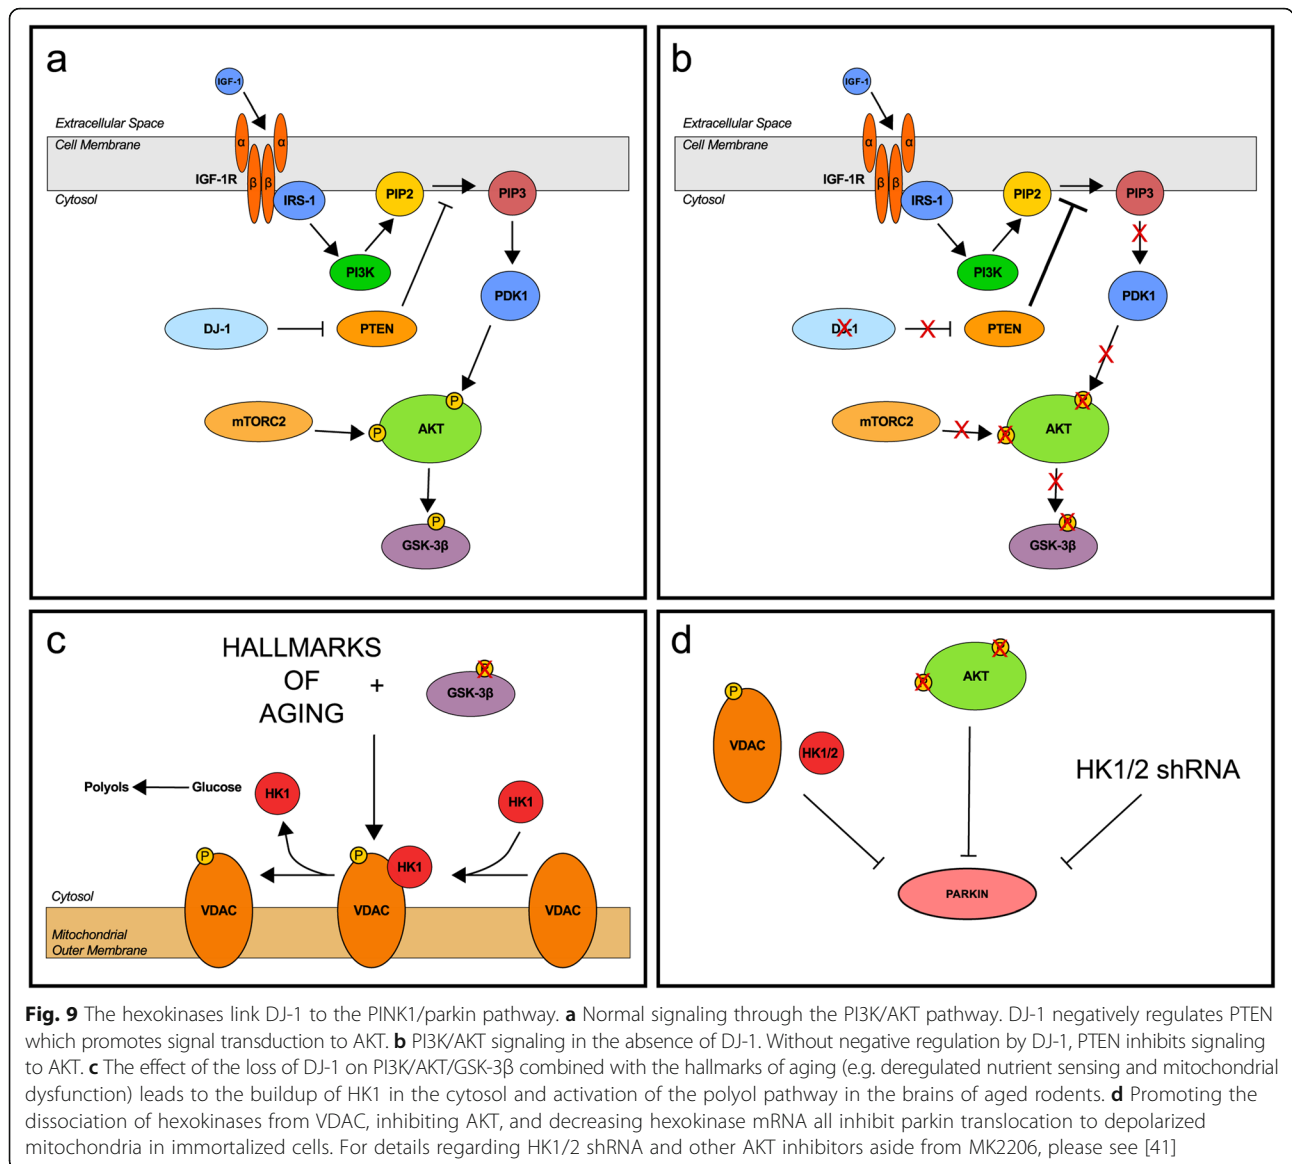 a
IGF-1
Extracellular Space
Cell Membrane
α
α
β
β
IGF-1R
Cytosol
IRS-1
PIP2
PIP3
PI3K
PDK1
DJ-1
PTEN
P
mTORC2
P
AKT
P
GSK-3β
b
IGF-1
Extracellular Space
Cell Membrane
α
α
β
β
IGF-1R
Cytosol
IRS-1
PIP2
PIP3
X
PI3K
PDK1
DJ-1
X
X
PTEN
X
P
X
mTORC2
X
P
X
AKT
X
P
X
GSK-3β
c
HALLMARKS
OF
AGING
+
P
X
GSK-3β
Polyols
Glucose
HK1
HK1
P
P
HK1
Cytosol
VDAC
VDAC
VDAC
Mitochondrial
Outer Membrane
d
P
X
P
X
AKT
P
VDAC
HK1/2
HK1/2 shRNA
PARKIN
Fig. 9 The hexokinases link DJ-1 to the PINK1/parkin pathway. a Normal signaling through the PI3K/AKT pathway. DJ-1 negatively regulates PTEN
which promotes signal transduction to AKT. b PI3K/AKT signaling in the absence of DJ-1. Without negative regulation by DJ-1, PTEN inhibits signaling
to AKT. c The effect of the loss of DJ-1 on PI3K/AKT/GSK-3β combined with the hallmarks of aging (e.g. deregulated nutrient sensing and mitochondrial
dysfunction) leads to the buildup of HK1 in the cytosol and activation of the polyol pathway in the brains of aged rodents. d Promoting the
dissociation of hexokinases from VDAC, inhibiting AKT, and decreasing hexokinase mRNA all inhibit parkin translocation to depolarized
mitochondria in immortalized cells. For details regarding HK1/2 shRNA and other AKT inhibitors aside from MK2206, please see [41]